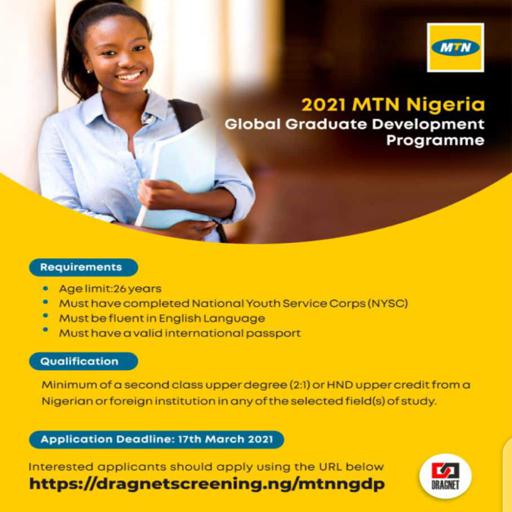 MTN
2021 MTN Nigeria
Global Graduate Development
Programme
Requirements
Age limit:26 years
Must have completed National Youth Service Corps (NYSC)
Must be fluent in English Language
Must have a valid international passport
Qualification
Minimum of a second class upper degree (2:1) or HND upper credit from a
Nigerian or foreign institution in any of the selected field(s) of study.
Application Deadline: 17th March 2021
Interested applicants should apply using the URL below
https://dragnetscreening.ng/mtnngdp
DRAGNET